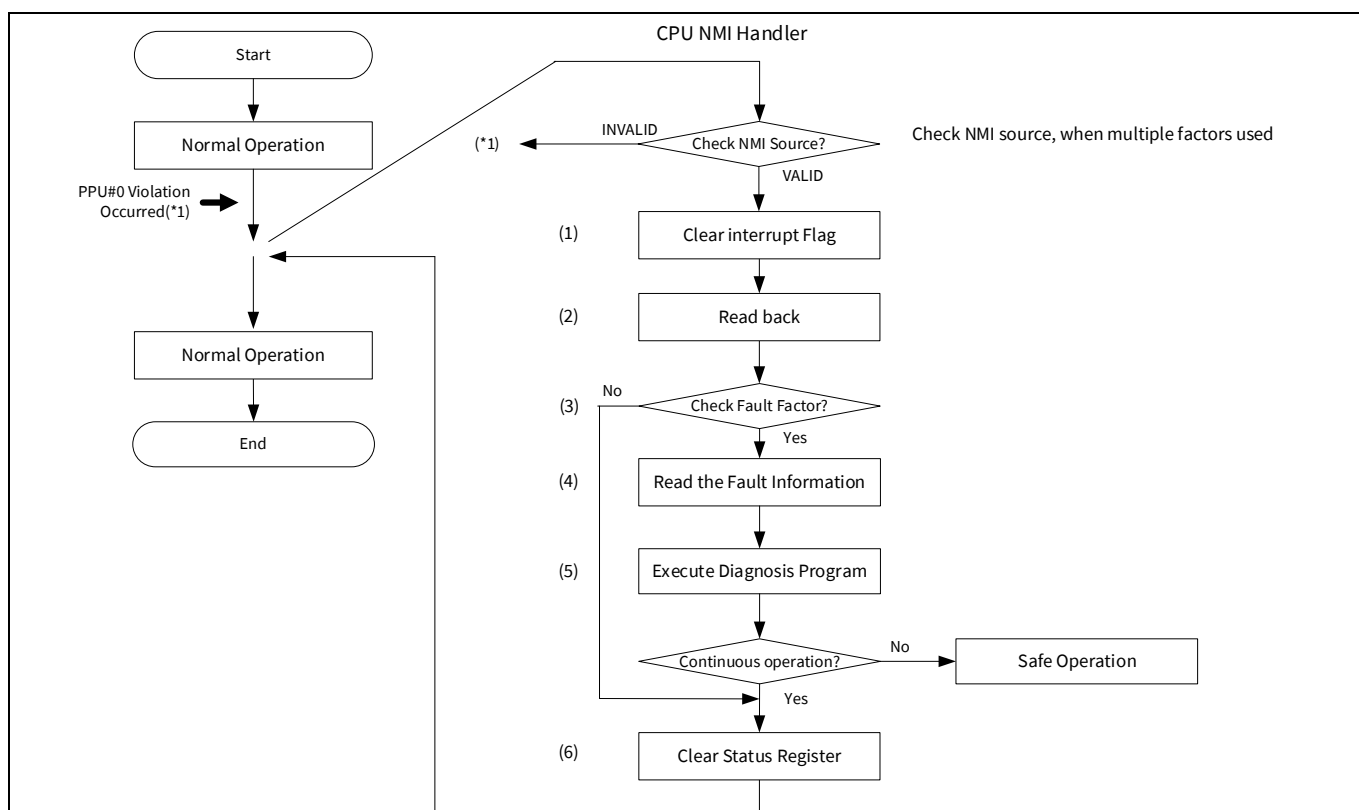 CPU NMI Handler
Start
Normal Operation
PPU#0 Violation
Occurred(*1)
Normal Operation
End
INVALID
(*1)
Check NMI Source?
Check NMI source, when multiple factors used
VALID
(1)
Clear interrupt Flag
(2)
Read back
No
(3)
Check Fault Factor?
Yes
(4)
Read the Fault Information
(5)
Execute Diagnosis Program
Continuous operation?
No
Safe Operation
Yes
(6)
Clear Status Register